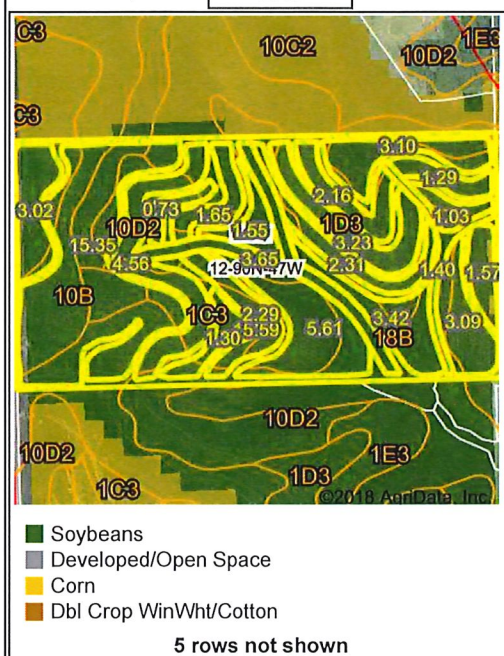 C3
10C2
1E3
10D2
C3
3.10
1.29
2.16
3.02
0.73
1.65
1.03
10D2
1.55
1D3
3.23
15.35
3.65
2.31
4.56
12-90N-47W
1.40
1.57
10B
1C3
2.29
5.61
3.42
3.09
1.30
15.59
18B
10D2
10D2
1E3
1D3
1C3
©2018 AgriData, Inc.
Soybeans
Developed/Open Space
Corn
Dbl Crop WinWht/Cotton
5 rows not shown